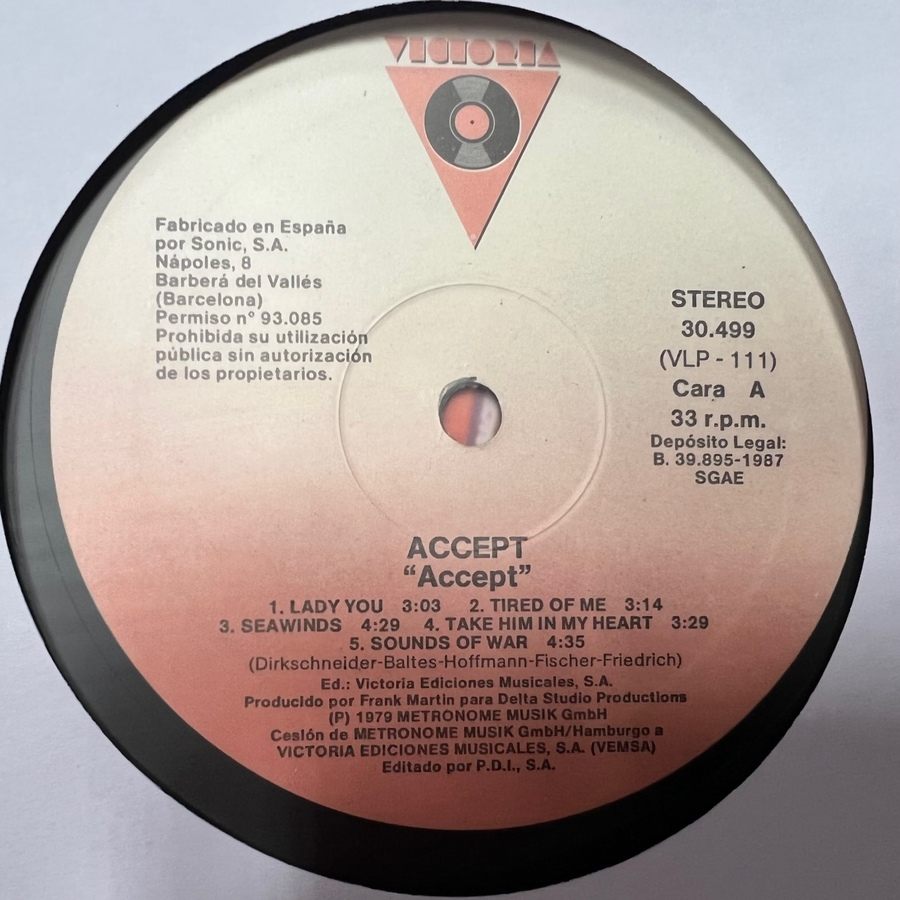 VICTORIA
Fabricado en España
por Sonic, S.A.
Nápoles, 8
Barberá del Vallés
(Barcelona)
Permiso nº 93.085
Prohibida su utilización
pública sin autorización
de los propietarios.
STEREO
30.499
(VLP - 111)
Cara A
33 r.p.m.
Depósito Legal:
B. 39.895-1987
SGAE
ACCEPT
“Accept”
1. LADY YOU 3:03 2. TIRED OF ME 3:14
3. SEAWINDS 4:29 4. TAKE HIM IN MY HEART 3:29
5. SOUNDS OF WAR 4:35
(Dirkschneider-Baltes-Hoffmann-Fischer-Friedrich)
Ed.: Victoria Ediciones Musicales, S.A.
Producido por Frank Martin para Delta Studio Productions
(P) 1979 METRONOME MUSIK GmbH
Cesión de METRONOME MUSIK GmbH/Hamburgo a
VICTORIA EDICIONES MUSICALES, S.A. (VEMSA)
Editado por P.D.I., S.A.